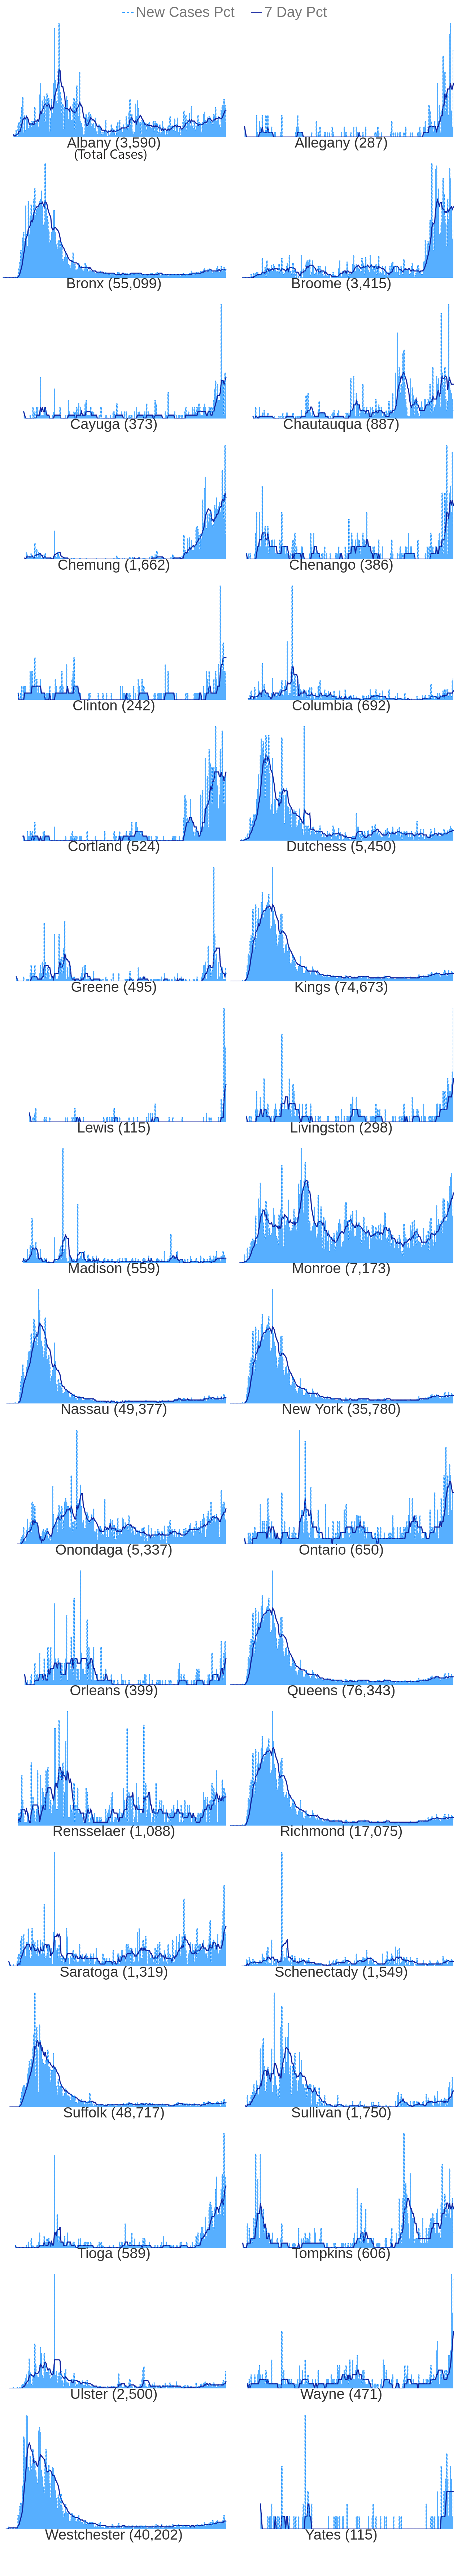 New Cases Pct 7 Day Pct
Albany (3,590) Allegany (287)
(Total Cases)
Bronx (55,099) Broome (3,415)
Cayuga (373) Chautauqua (887)
Chemung (1,662) Chenango (386)
Clinton (242) Columbia (692)
Cortland (524) Dutchess (5,450)
Greene (495) Kings (74,673)
Lewis (115) Livingston (298)
Madison (559) Monroe (7,173)
Nassau (49,377) New York (35,780)
Onondaga (5,337) Ontario (650)
Orleans (399) Queens (76,343)
Rensselaer (1,088) Richmond (17,075)
Saratoga (1,319) Schenectady (1,549)
Suffolk (48,717) Sullivan (1,750)
Tioga (589) Tompkins (606)
Ulster (2,500) Wayne (471)
Westchester (40,202) Yates (115)